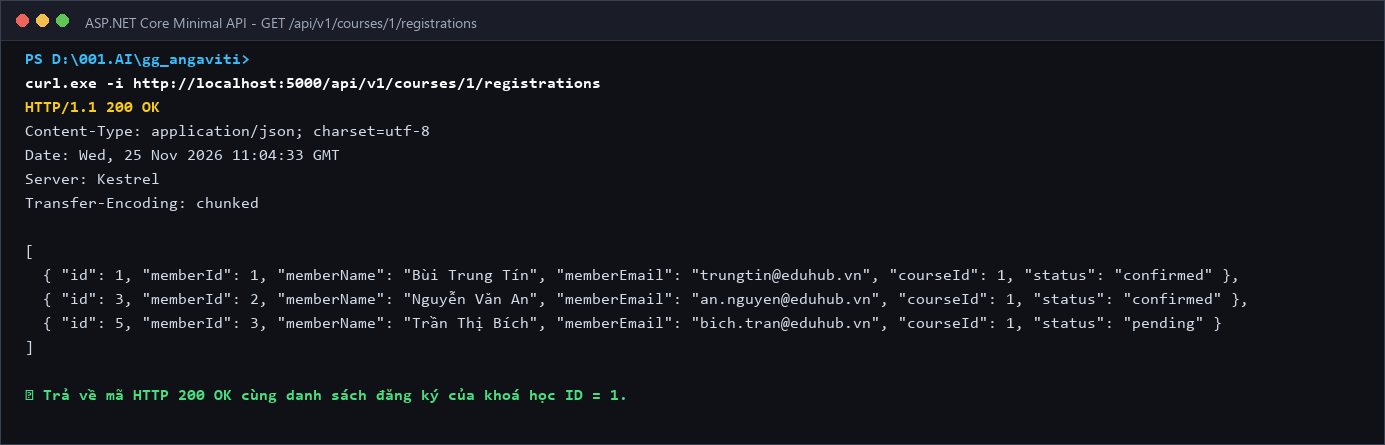 ASP.NET Core Minimal API - GET /api/v1/courses/1/registrations
PS D:\001.AI\gg_angaviti>
curl.exe -i http://localhost:5000/api/v1/courses/1/registrations
HTTP/1.1 200 OK
Content-Type: application/json; charset=utf-8
Date: Wed, 25 Nov 2026 11:04:33 GMT
Server: Kestrel
Transfer-Encoding: chunked
[
{ "id": 1, "memberId": 1, "memberName": "Bùi Trung Tín", "memberEmail": "trungtin@eduhub.vn", "courseId": 1, "status": "confirmed" },
{ "id": 3, "memberId": 2, "memberName": "Nguyễn Văn An", "memberEmail": "an.nguyen@eduhub.vn", "courseId": 1, "status": "confirmed" },
{ "id": 5, "memberId": 3, "memberName": "Trần Thị Bích", "memberEmail": "bich.tran@eduhub.vn", "courseId": 1, "status": "pending" }
]
Trả về mã HTTP 200 OK cùng danh sách đăng ký của khoá học ID = 1.